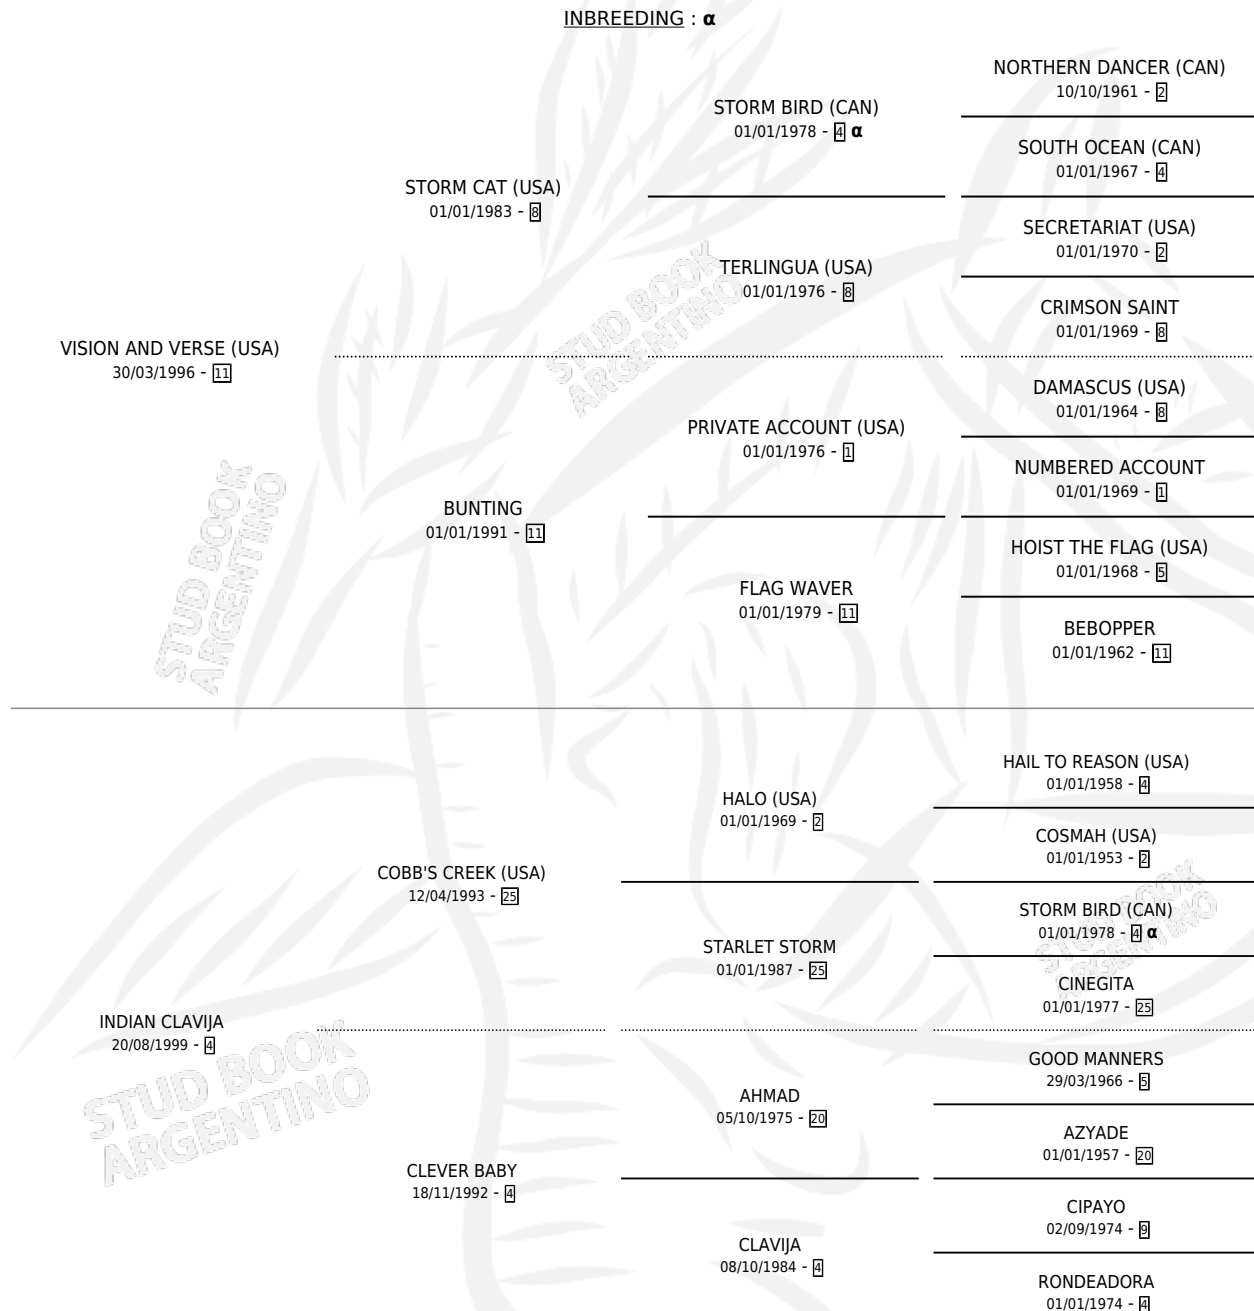 INBREEDING : α
NORTHERN DANCER (CAN)
10/10/1961 - 2
STORM BIRD (CAN)
01/01/1978 - 4 α
SOUTH OCEAN (CAN)
01/01/1967 - 4
STORM CAT (USA)
01/01/1983 - 8
SECRETARIAT (USA)
01/01/1970 - 2
TERLINGUA (USA)
01/01/1976 - 8
CRIMSON SAINT
01/01/1969 - 8
VISION AND VERSE (USA)
30/03/1996 - 11
DAMASCUS (USA)
01/01/1964 - 8
PRIVATE ACCOUNT (USA)
01/01/1976 - 1
NUMBERED ACCOUNT
01/01/1969 - 1
BUNTING
01/01/1991 - 11
HOIST THE FLAG (USA)
01/01/1968 - 5
FLAG WAVER
01/01/1979 - 11
BEBOPPER
01/01/1962 - 11
HAIL TO REASON (USA)
01/01/1958 - 4
HALO (USA)
01/01/1969 - 2
COSMAH (USA)
01/01/1953 - 2
COBB'S CREEK (USA)
12/04/1993 - 25
STORM BIRD (CAN)
01/01/1978 - 4 α
STARLET STORM
01/01/1987 - 25
CINEGITA
01/01/1977 - 25
INDIAN CLAVIJA
20/08/1999 - 4
GOOD MANNERS
29/03/1966 - 5
AHMAD
05/10/1975 - 20
AZYADE
01/01/1957 - 20
CLEVER BABY
18/11/1992 - 4
CIPAYO
02/09/1974 - 9
CLAVIJA
08/10/1984 - 4
RONDEADORA
01/01/1974 - 4
STUD BOOK
ARGENTINO
STUD BOOK
ARGENTINO
STUD BOOK
ARGENTINO
STUD BOOK
ARGENTINO